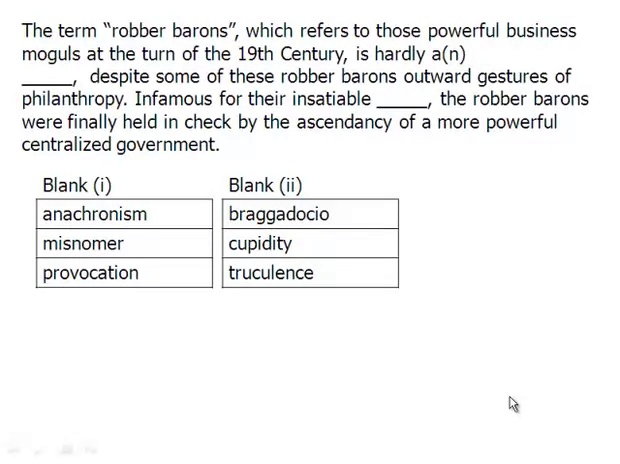 The term “robber barons”, which refers to those powerful business
moguls at the turn of the 19th Century, is hardly a(n)
_____, despite some of these robber barons outward gestures of
philanthropy. Infamous for their insatiable _____, the robber barons
were finally held in check by the ascendancy of a more powerful
centralized government.
Blank (i) Blank (ii)
anachronism braggadocio
misnomer cupidity
provocation truculence